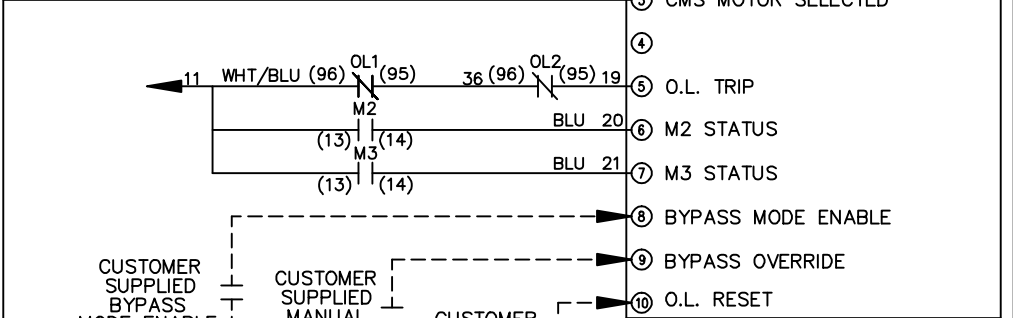 3 CMS MOTOR SELECTED
4
OL1 OL2
11 WHT/BLU (96) (95) 36 (96) (95) 19 5 O.L. TRIP
M2
BLU 20 6 M2 STATUS
(13) (14)
M3
BLU 21 7 M3 STATUS
(13) (14)
8 BYPASS MODE ENABLE
9 BYPASS OVERRIDE
10 O.L. RESET
CUSTOMER
SUPPLIED
BYPASS
MODE ENABLE
CUSTOMER
SUPPLIED
MANUAL
CUSTOMER